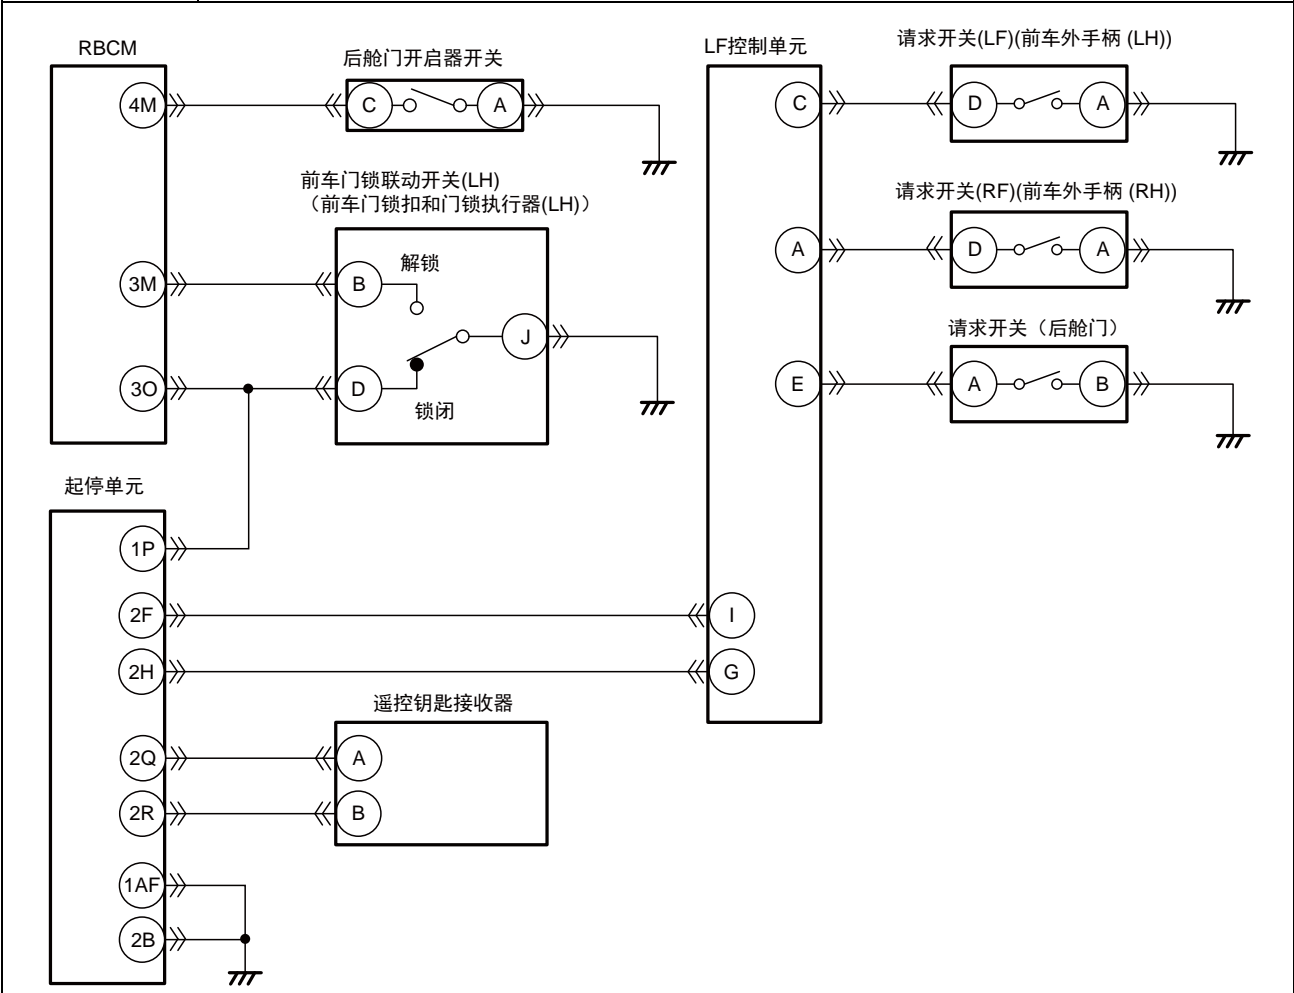 RBCM
4M
3M
3O
后舱门开启器开关
C
A
前车门锁联动开关(LH)
（前车门锁扣和门锁执行器(LH)）
B
解锁
J
D
锁闭
起停单元
1P
2F
2H
2Q
2R
1AF
2B
遥控钥匙接收器
A
B
LF控制单元
C
A
E
I
G
请求开关(LF)(前车外手柄 (LH))
D
A
请求开关(RF)(前车外手柄 (RH))
D
A
请求开关（后舱门）
A
B